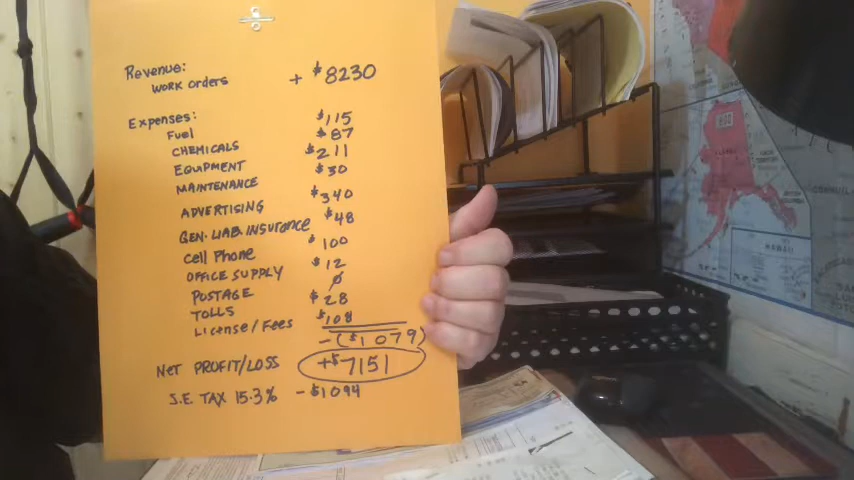 Revenue:
WORK orders + $8230
Expenses:
Fuel $115
CHEMICALS $87
EQUIPMENT $211
MAINTENANCE $30
ADVERTISING $340
GEN. LIAB. INSURANCE $48
Cell Phone $100
OFFICE SUPPLY $12
POSTAGE Ø
TOLLS $28
LICENSE/FEES $108
- ($1079)
NET PROFIT/LOSS +$7151
S.E. TAX 15.3% - $1094
HAWAII